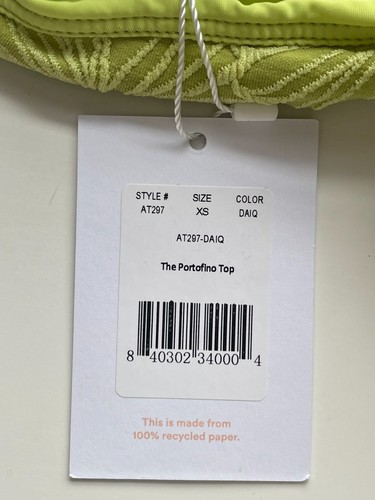 STYLE # SIZE COLOR
AT297 XS DAIQ
AT297-DAIQ
The Portofino Top
8 40302 34000 4
This is made from
100% recycled paper.